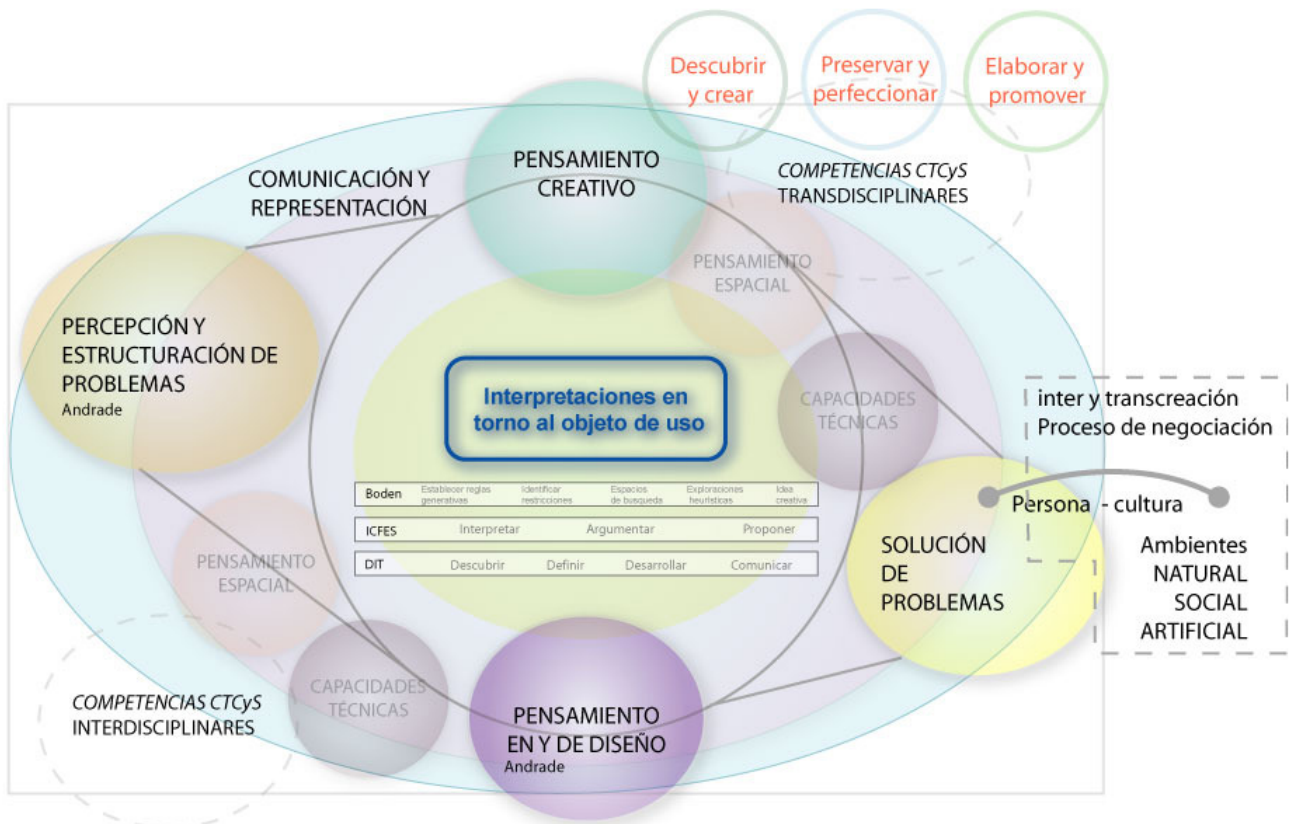 Descubrir
y crear
Preservar y
perfeccionar
Elaborar y
promover
PENSAMIENTO
CREATIVO
COMUNICACIÓN Y
REPRESENTACIÓN
COMPETENCIAS CTCyS
TRANSDISCIPLINARES
PENSAMIENTO
ESPACIAL
PERCEPCIÓN Y
ESTRUCTURACIÓN DE
PROBLEMAS
Andrade
Interpretaciones en
torno al objeto de uso
CAPACIDADES
TÉCNICAS
inter y transcreación
Proceso de negociación
Persona - cultura
Ambientes
NATURAL
SOCIAL
ARTIFICIAL
Boden
Establecer reglas
generativas
Identificar
restricciones
Espacios
de busqueda
Exploraciones
heurísticas
Idea
creativa
ICFES Interpretar Argumentar Proponer
DIT Descubrir Definir Desarrollar Comunicar
SOLUCIÓN
DE
PROBLEMAS
PENSAMIENTO
ESPACIAL
CAPACIDADES
TÉCNICAS
COMPETENCIAS CTCyS
INTERDISCIPLINARES
PENSAMIENTO
EN Y DE DISEÑO
Andrade